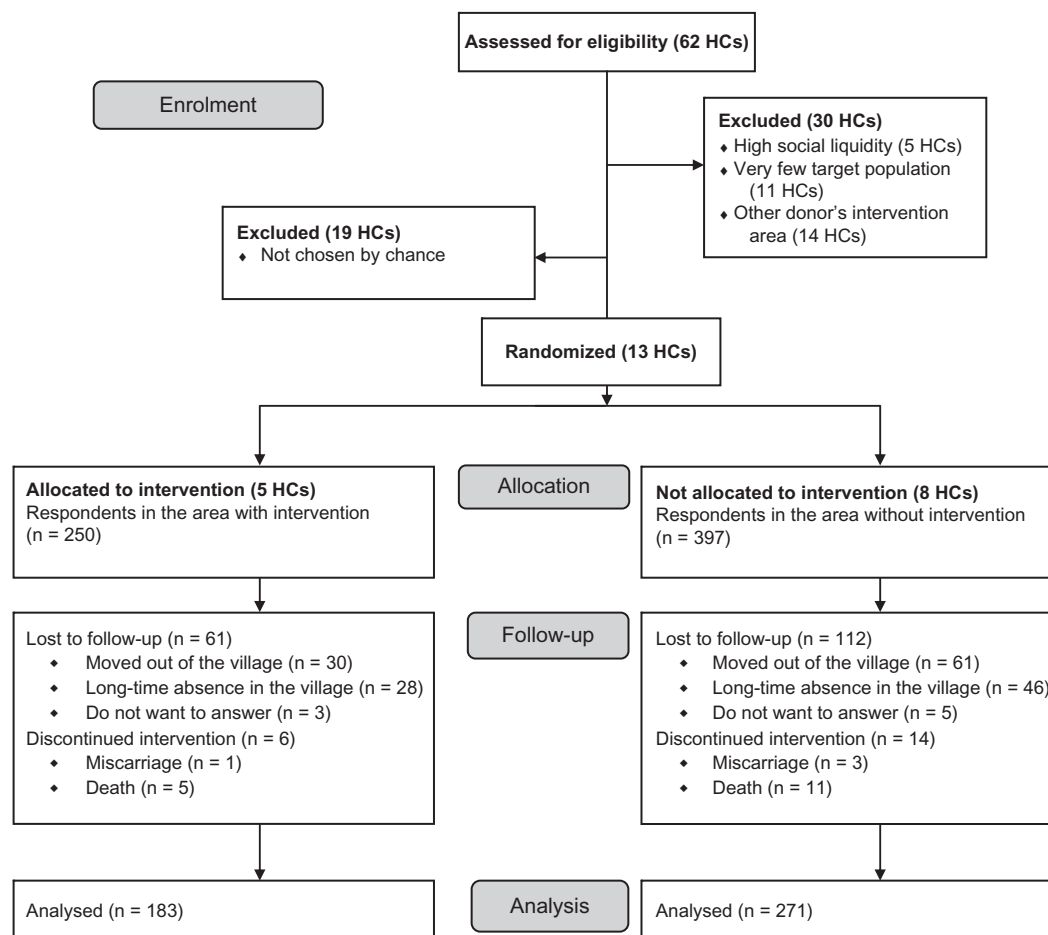 Assessed for eligibility (62 HCs)
Enrolment
Excluded (30 HCs)
♦ High social liquidity (5 HCs)
♦ Very few target population
(11 HCs)
♦ Other donor's intervention
area (14 HCs)
Excluded (19 HCs)
♦ Not chosen by chance
Randomized (13 HCs)
Allocated to intervention (5 HCs)
Respondents in the area with intervention
(n = 250)
Allocation
Not allocated to intervention (8 HCs)
Respondents in the area without intervention
(n = 397)
Lost to follow-up (n = 61)
♦ Moved out of the village (n = 30)
♦ Long-time absence in the village (n = 28)
♦ Do not want to answer (n = 3)
Discontinued intervention (n = 6)
♦ Miscarriage (n = 1)
♦ Death (n = 5)
Follow-up
Lost to follow-up (n = 112)
♦ Moved out of the village (n = 61)
♦ Long-time absence in the village (n = 46)
♦ Do not want to answer (n = 5)
Discontinued intervention (n = 14)
♦ Miscarriage (n = 3)
♦ Death (n = 11)
Analysed (n = 183)
Analysis
Analysed (n = 271)